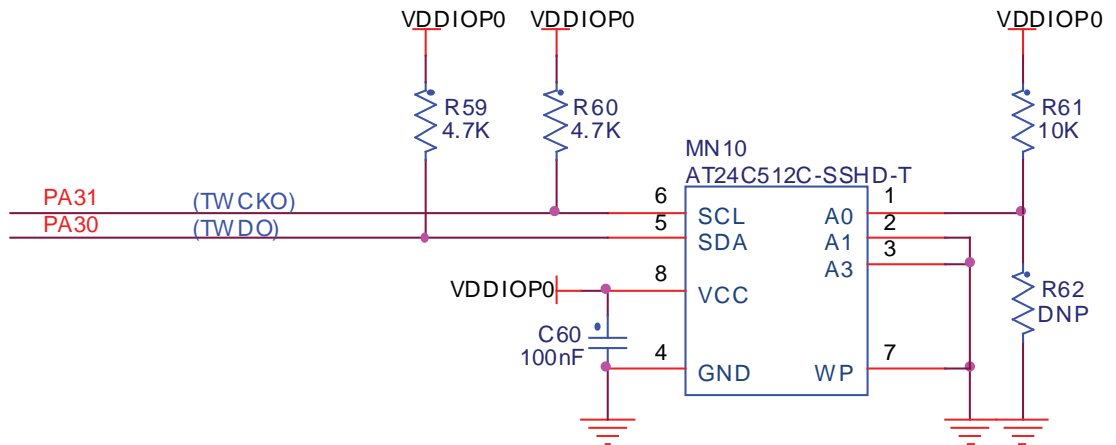 VDDIOP0 VDDIOP0 VDDIOP0
R59
4.7K
R60
4.7K
R61
10K
MN10
AT24C512C-SSHD-T
PA31 (TWCKO) 6 SCL A0 1
PA30 (TWDO) 5 SDA A1 2
A3 3
VDDIOP0 8 VCC
R62
DNP
C60
100nF
4 GND WP 7